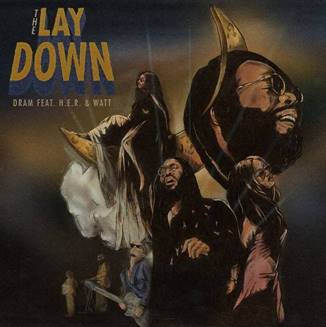 THE
LAY
DOWN
DRAM FEAT. H.E.R. & WATT